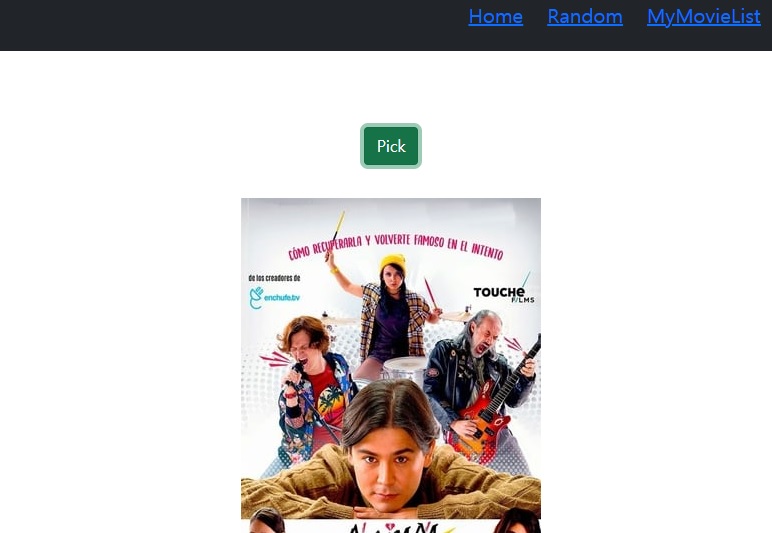 Home Random MyMovieList
Pick
CÓMO RECUPERARLA Y VOLVERTE FAMOSO EN EL INTENTO
de los creadores de
enchufe.tv
TOUCHE
FILMS